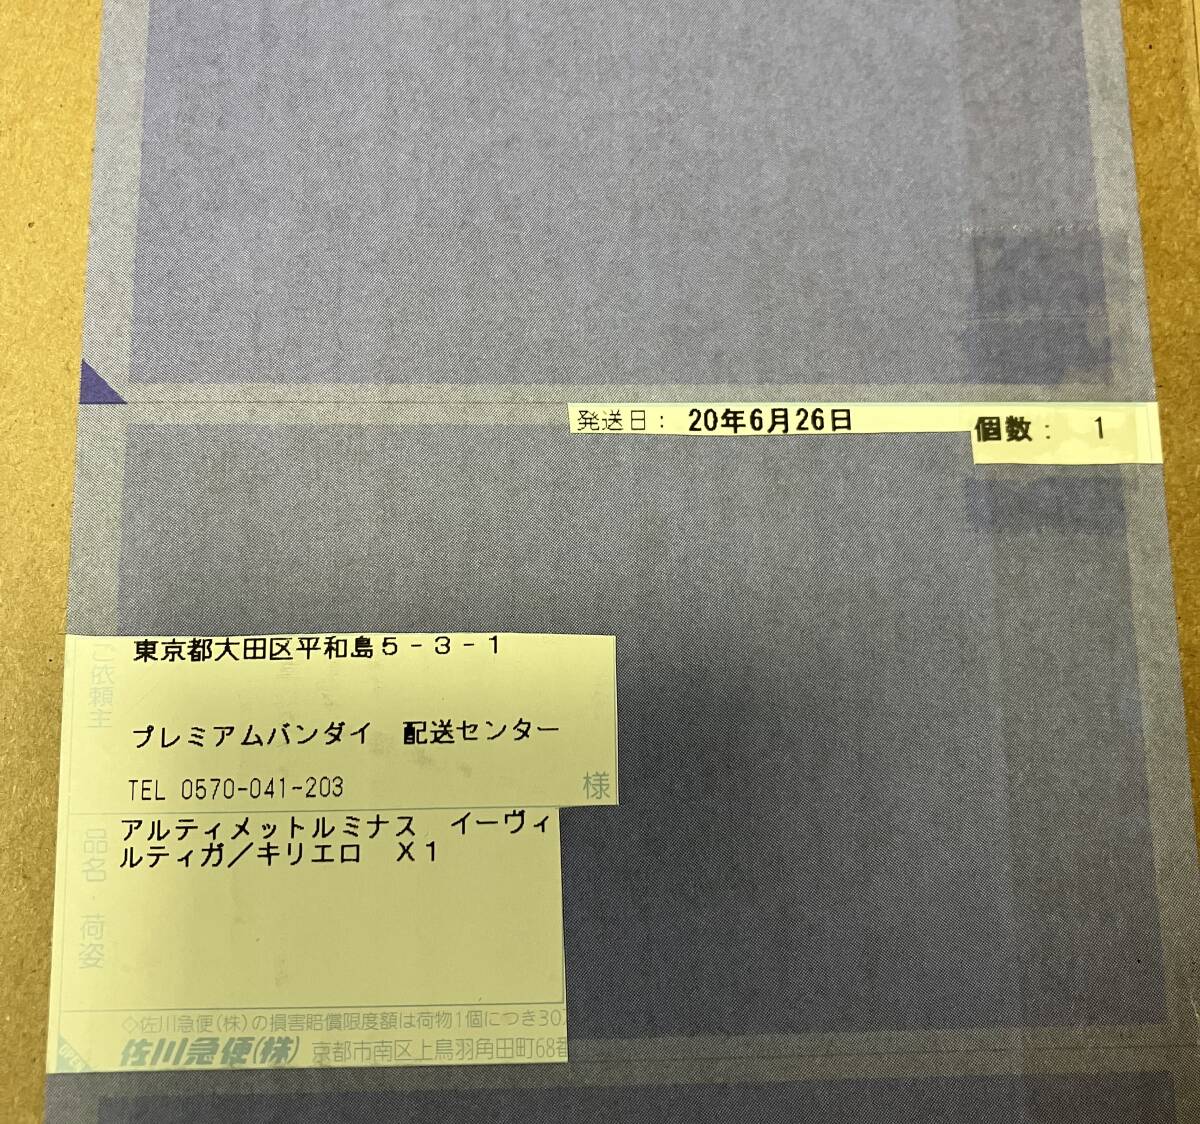 発送日： 20年6月26日
個数： 1
ご依頼主
東京都大田区平和島５－３－１
プレミアムバンダイ　配送センター
TEL 0570-041-203
様
品名・荷姿
アルティメットルミナス　イーヴィ
ルティガ／キリエロ　Ｘ１
◇佐川急便(株)の損害賠償限度額は荷物1個につき30
佐川急便(株) 京都市南区上鳥羽角田町68番